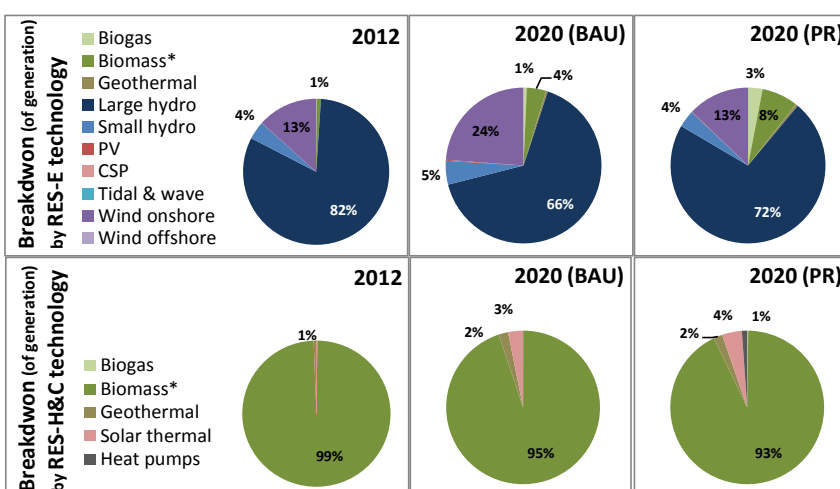 Breakdwon (of generation)
by RES-E technology
Biogas
Biomass*
Geothermal
Large hydro
Small hydro
PV
CSP
Tidal & wave
Wind onshore
Wind offshore
2012
1%
4%
13%
82%
2020 (BAU)
1%
4%
24%
5%
66%
2020 (PR)
3%
4%
13%
8%
72%
Breakdwon (of generation)
by RES-H&C technology
Biogas
Biomass*
Geothermal
Solar thermal
Heat pumps
2012
1%
99%
2020 (BAU)
3%
2%
95%
2020 (PR)
4%
1%
2%
93%